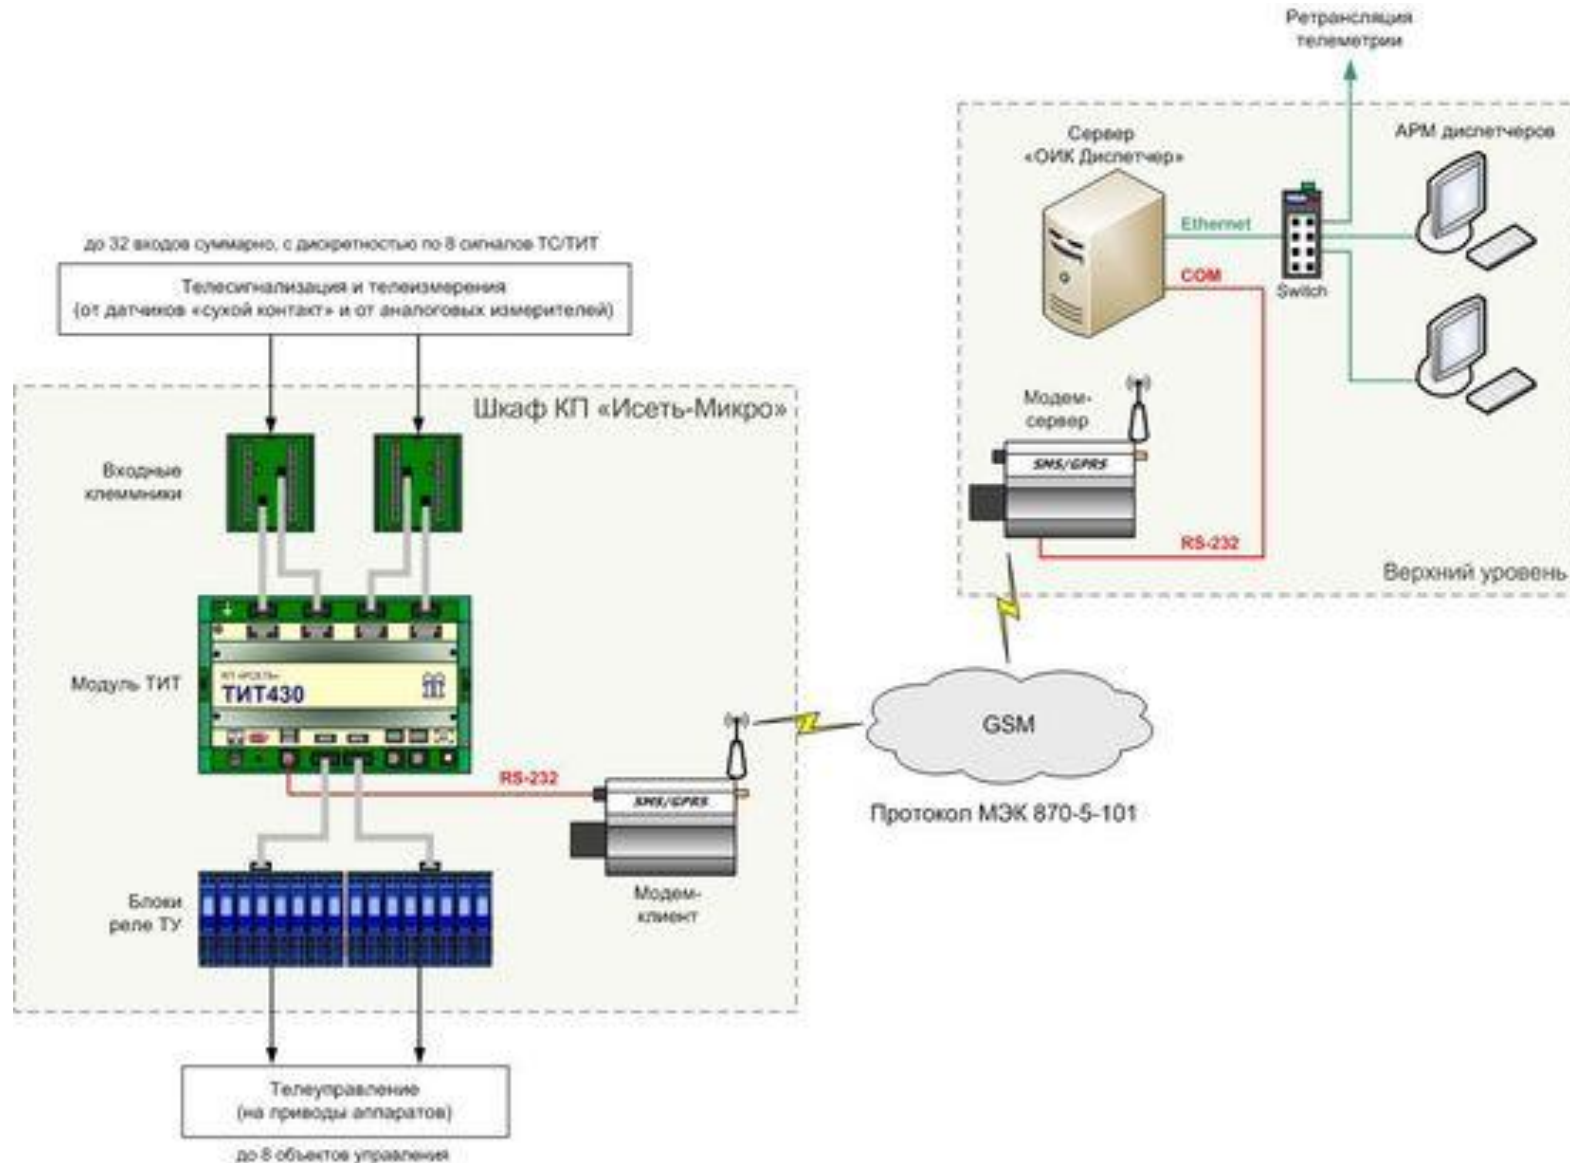 Ретрансляция
телеметрии
Сервер
«ОИК Диспетчер»
АРМ диспетчеров
Ethernet
COM
Switch
Модем-
сервер
SMS/GPRS
RS-232
Верхний уровень
до 32 входов суммарно, с дискретностью по 8 сигналов ТС/ТИТ
Телесигнализация и телеизмерения
(от датчиков «сухой контакт» и от аналоговых измерителей)
Шкаф КП «Исеть-Микро»
Входные
клеммники
Модуль ТИТ
КП «ИСЕТЬ»
ТИТ430
RS-232
SMS/GPRS
Модем-
клиент
GSM
Протокол МЭК 870-5-101
Блоки
реле ТУ
Телеуправление
(на приводы аппаратов)
до 8 объектов управления